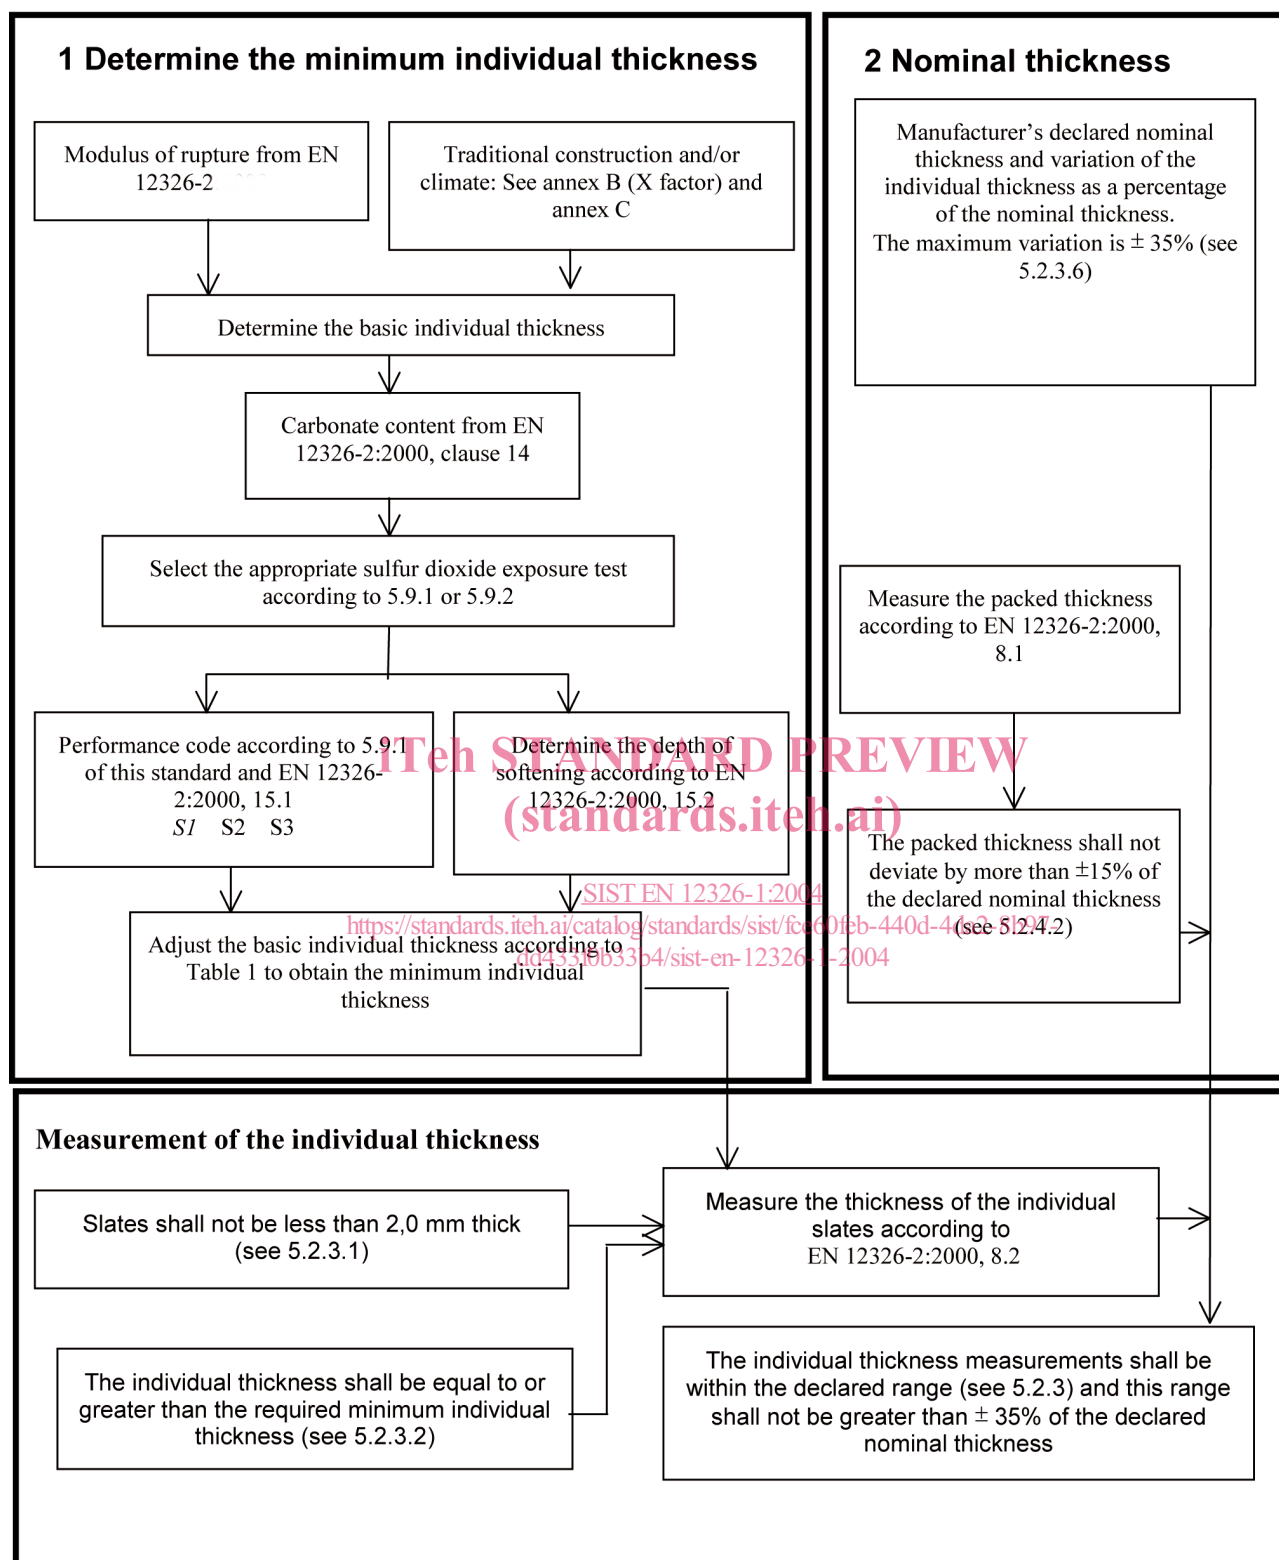 1 Determine the minimum individual thickness
Modulus of rupture from EN
12326-2
Traditional construction and/or
climate: See annex B (X factor) and
annex C
Determine the basic individual thickness
Carbonate content from EN
12326-2:2000, clause 14
Select the appropriate sulfur dioxide exposure test
according to 5.9.1 or 5.9.2
Performance code according to 5.9.1
of this standard and EN 12326-
2:2000, 15.1
S1 S2 S3
Determine the depth of
softening according to EN
12326-2:2000, 15.2
Adjust the basic individual thickness according to
Table 1 to obtain the minimum individual
thickness
2 Nominal thickness
Manufacturer’s declared nominal
thickness and variation of the
individual thickness as a percentage
of the nominal thickness.
The maximum variation is ± 35% (see
5.2.3.6)
Measure the packed thickness
according to EN 12326-2:2000,
8.1
The packed thickness shall not
deviate by more than ±15% of
the declared nominal thickness
(see 5.2.4.2)
iTeh STANDARD PREVIEW
(standards.iteh.ai)
SIST EN 12326-1:2004
Measurement of the individual thickness
Slates shall not be less than 2,0 mm thick
(see 5.2.3.1)
The individual thickness shall be equal to or
greater than the required minimum individual
thickness (see 5.2.3.2)
Measure the thickness of the individual
slates according to
EN 12326-2:2000, 8.2
The individual thickness measurements shall be
within the declared range (see 5.2.3) and this range
shall not be greater than ± 35% of the declared
nominal thickness